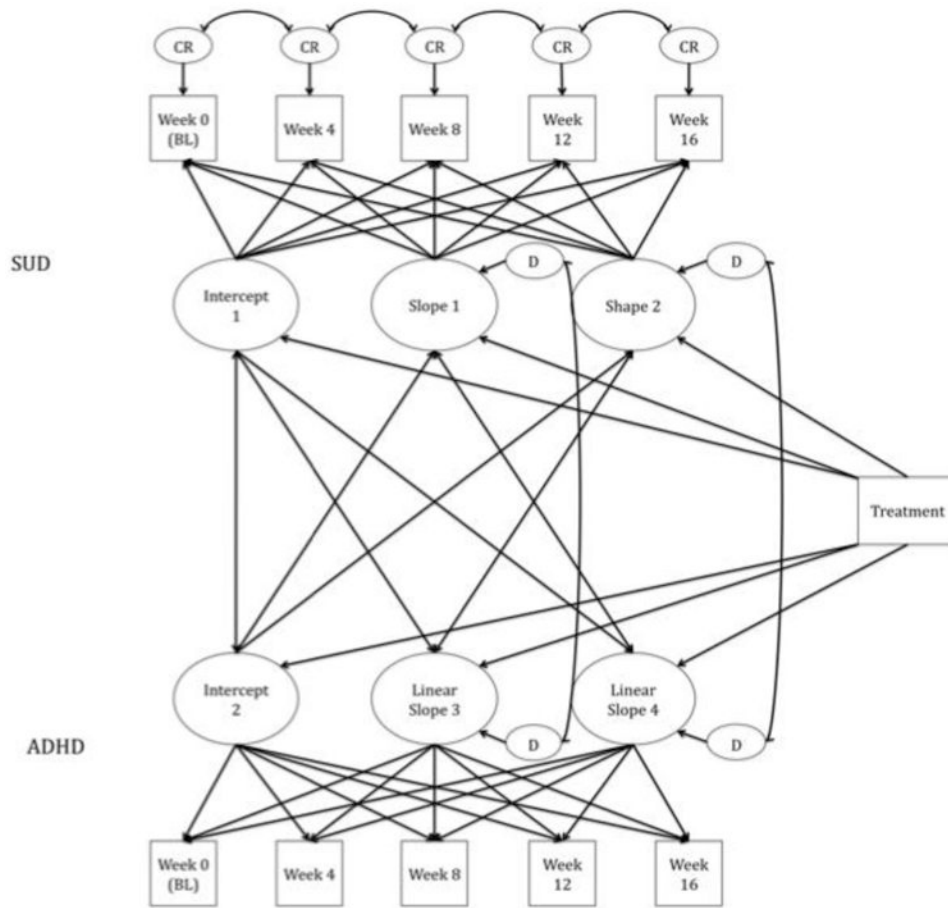 CR CR CR CR CR
Week 0
(BL)
Week 4
Week 8
Week
12
Week
16
SUD
Intercept
1
Slope 1
D
Shape 2
D
Treatment
Intercept
2
Linear
Slope 3
D
Linear
Slope 4
D
ADHD
Week 0
(BL)
Week 4
Week 8
Week
12
Week
16